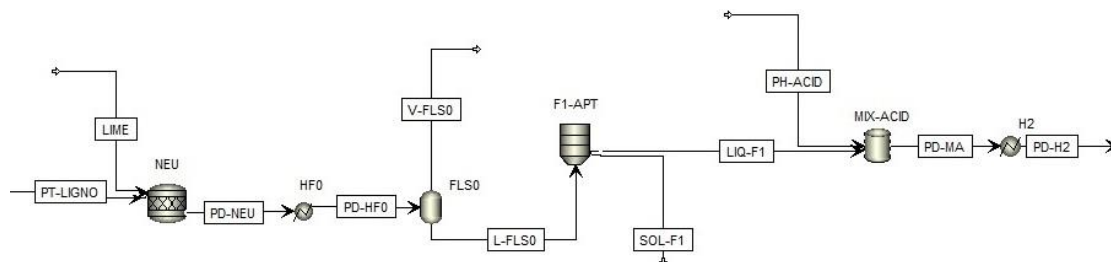 PH-ACID
V-FLS0
F1-APT
MIX-ACID
H2
LIME
LIQ-F1
PD-MA
PD-H2
NEU
FLS0
PT-LIGNO
HF0
PD-NEU
PD-HF0
L-FLS0
SOL-F1